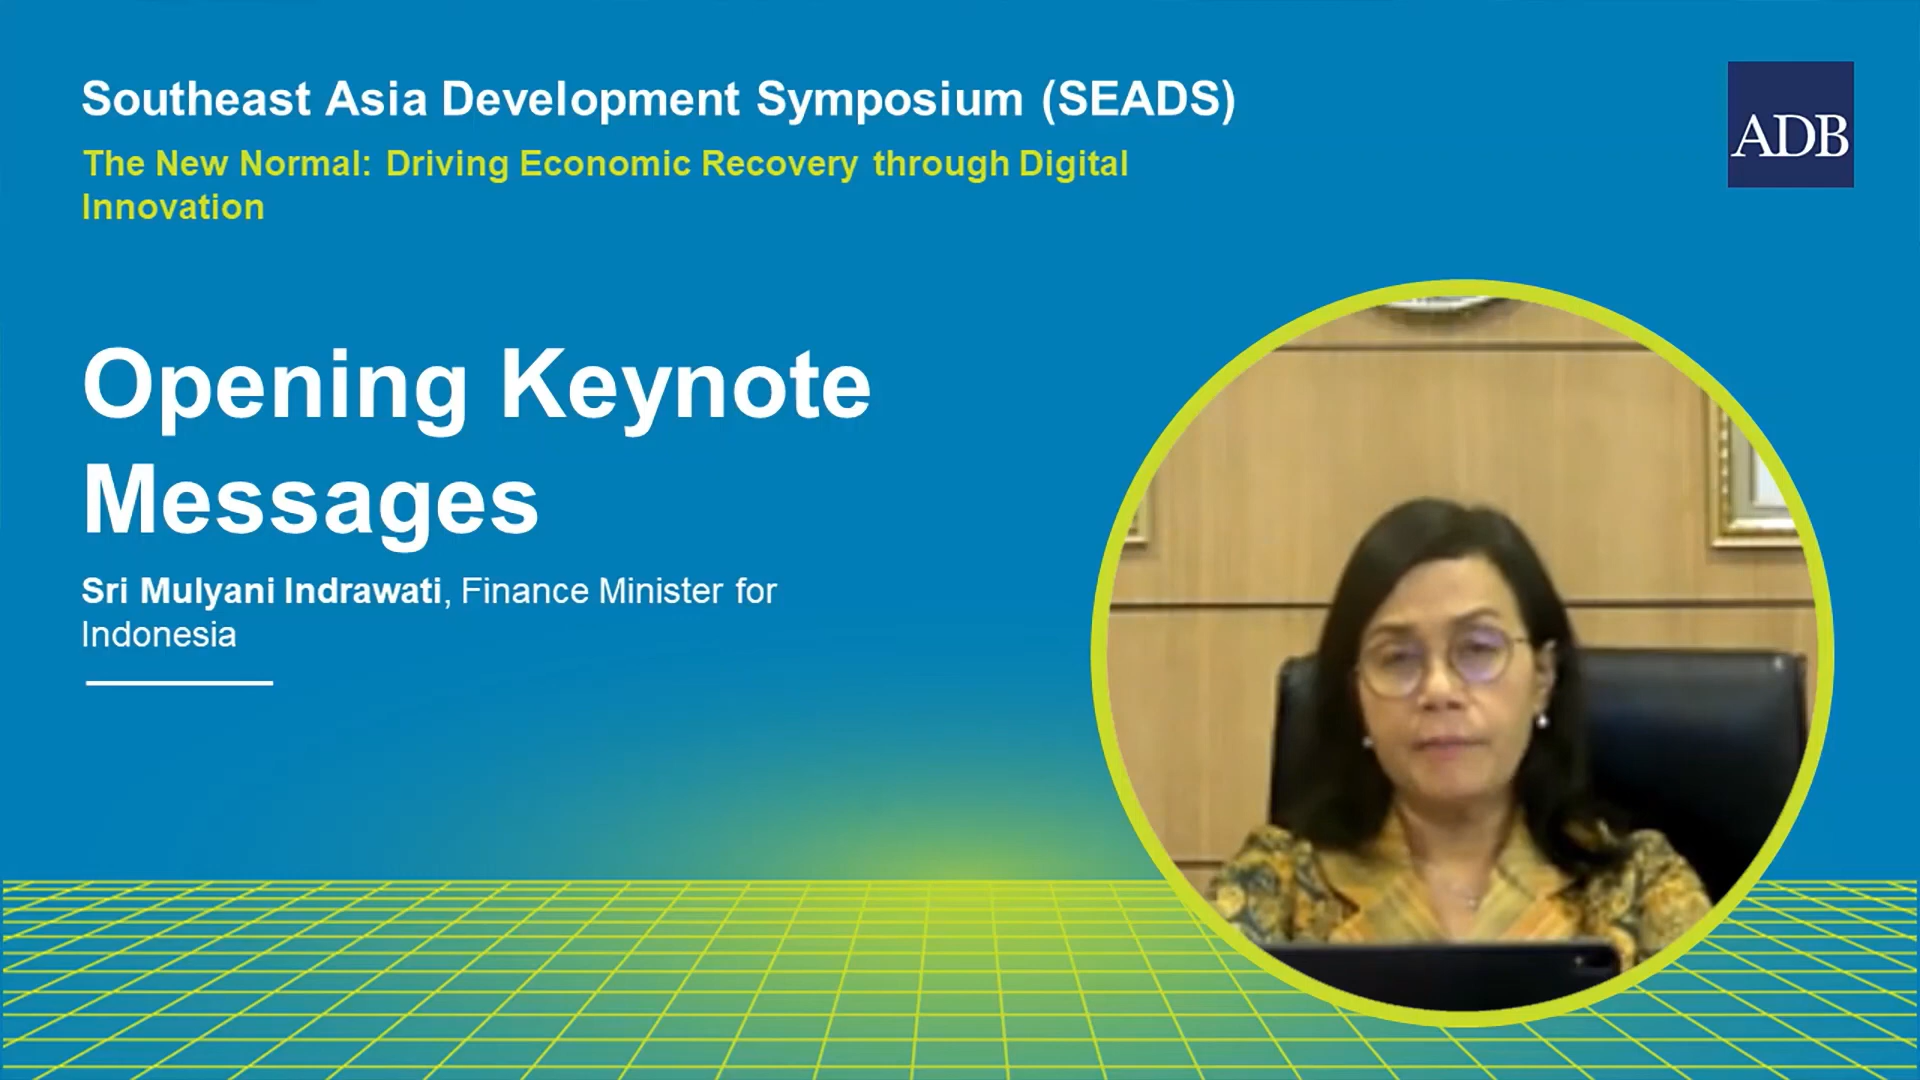 Southeast Asia Development Symposium (SEADS)
The New Normal: Driving Economic Recovery through Digital
Innovation
ADB
Opening Keynote
Messages
Sri Mulyani Indrawati, Finance Minister for
Indonesia